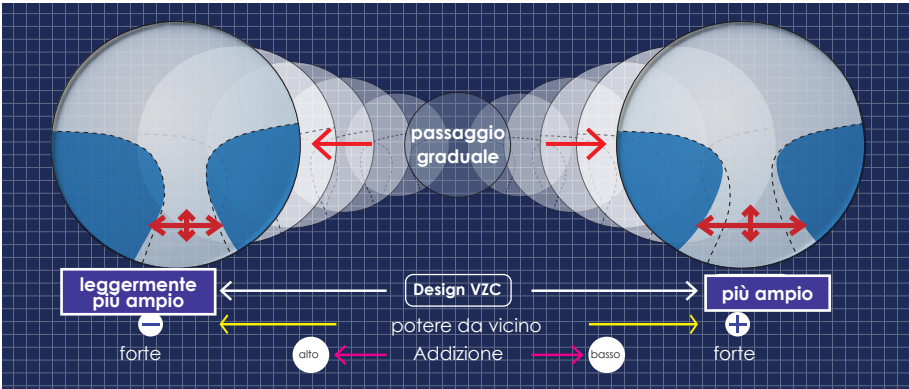 passaggio
graduale
leggermente
più ampio
Design VZC
più ampio
potere da vicino
forte
alto
Addizione
basso
forte